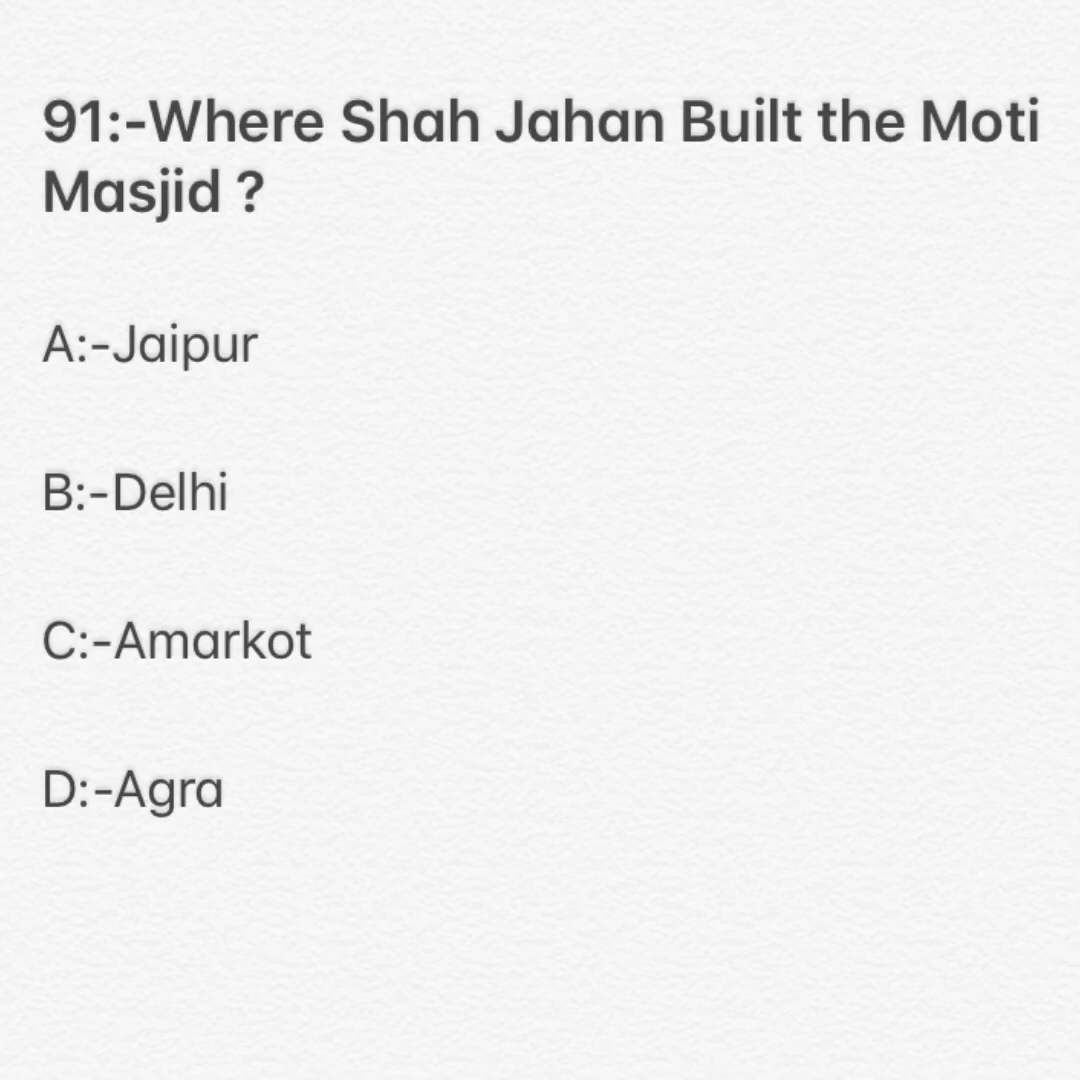 91:-Where Shah Jahan Built the Moti
Masjid ?
A:-Jaipur
B:-Delhi
C:-Amarkot
D:-Agra